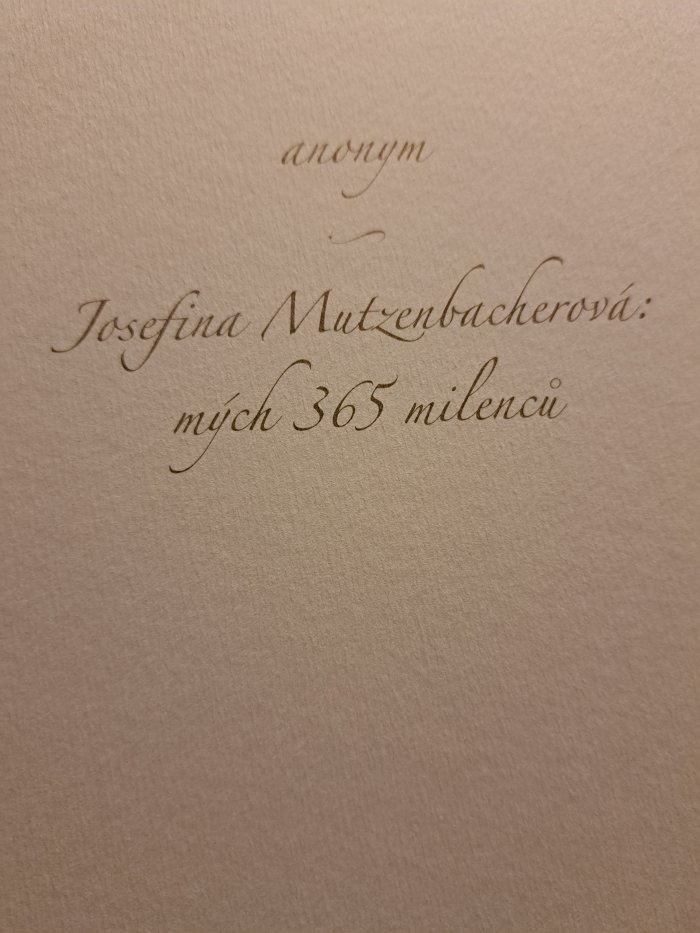 anonym
Josefina Mutzenbacherová:
mých 365 milenců